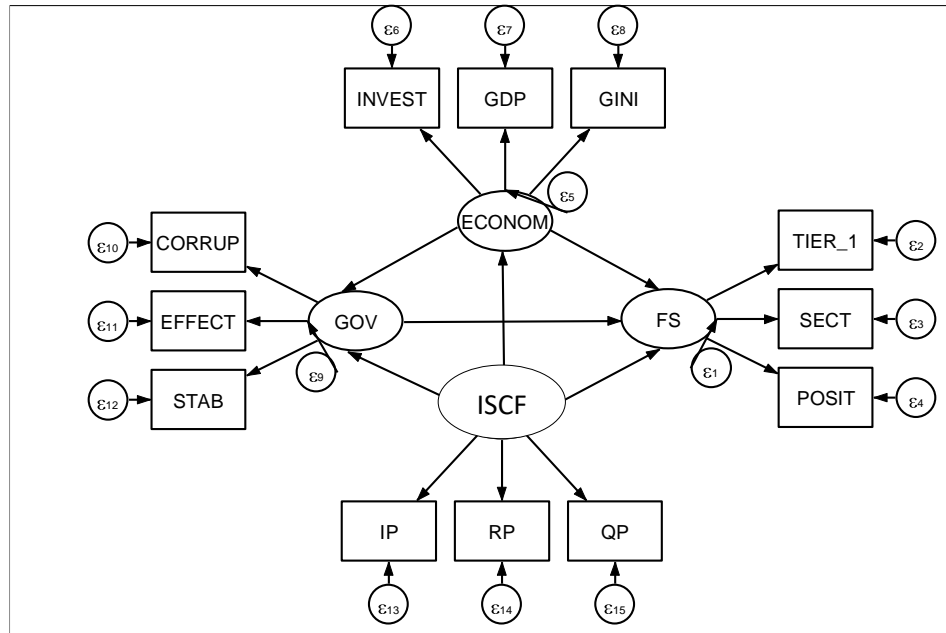 ε6 ε7 ε8
INVEST GDP GINI
ε5
ECONOM
ε10 CORRUP TIER_1 ε2
ε11 EFFECT GOV FS SECT ε3
ε9 ε1
ε12 STAB ISCF POSIT ε4
IP RP QP
ε13 ε14 ε15